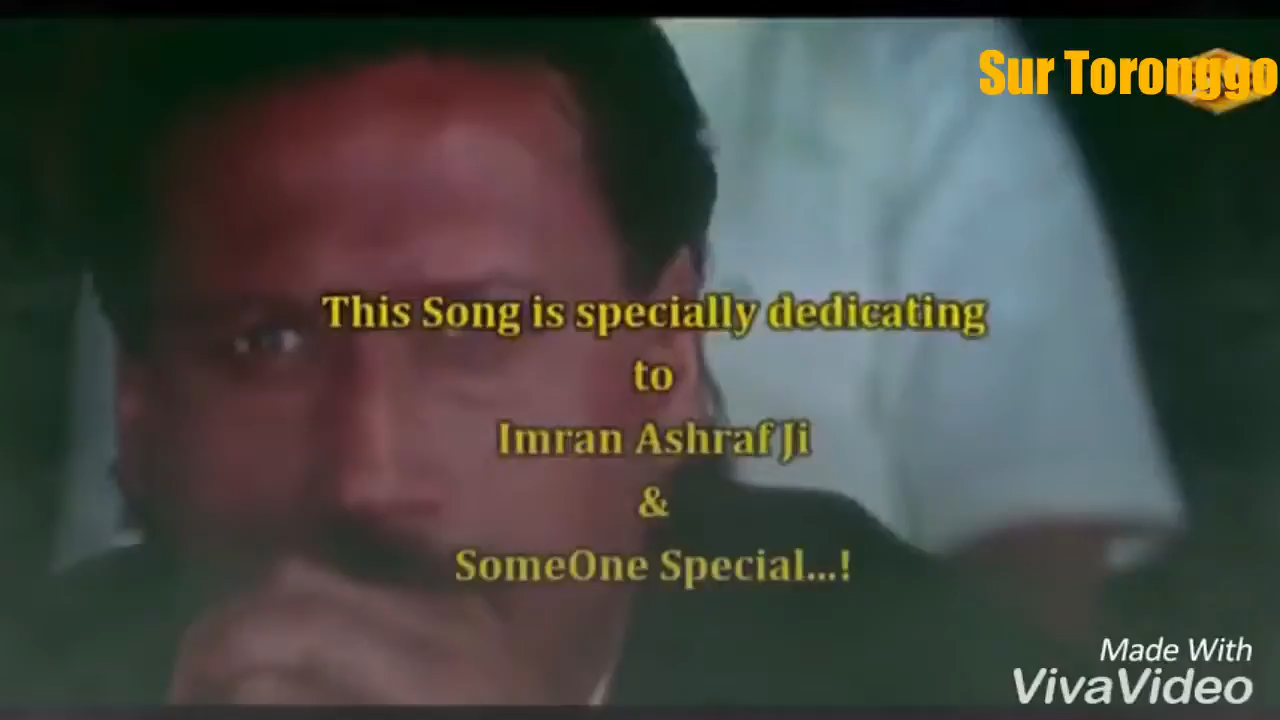 Sur Toronggo
This Song is specially dedicating
to
Imran Ashraf Ji
&
SomeOne Special...!
Made With
VivaVideo